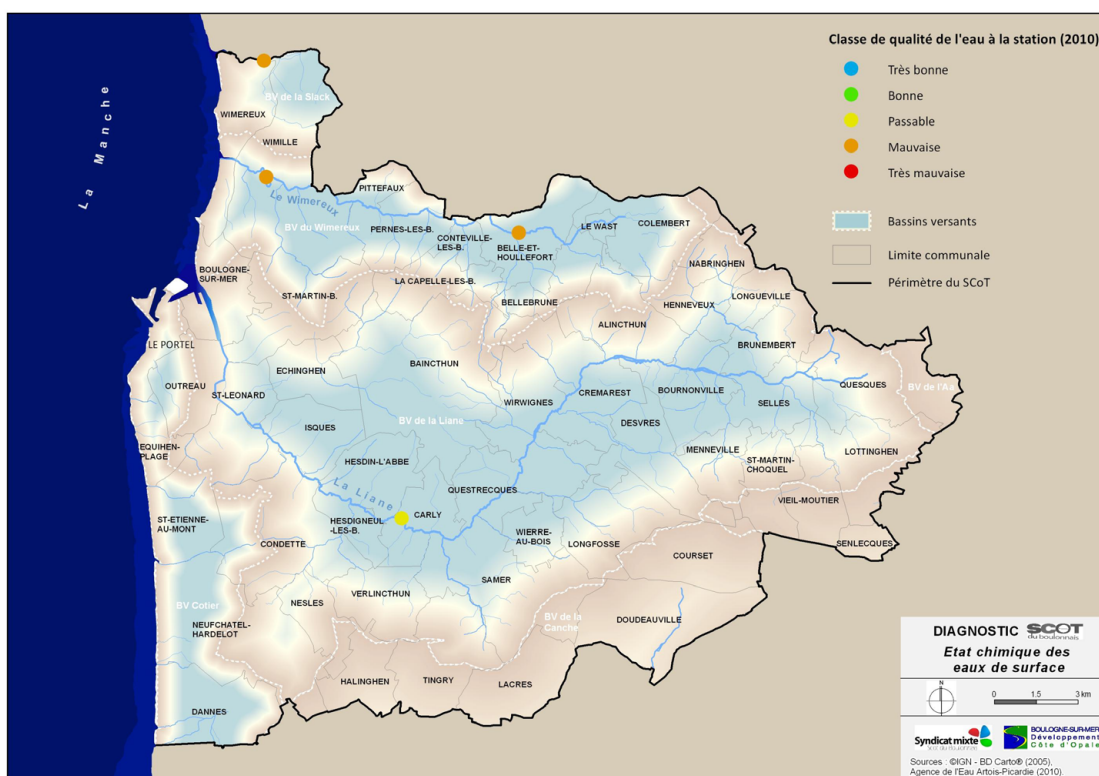 Classe de qualité de l'eau à la station (2010)
Très bonne
Bonne
Passable
Mauvaise
Très mauvaise
Bassins versants
Limite communale
Périmètre du SCoT
La Manche
BV de la Slack
WIMEREUX
WIMILLE
Le Wimereux
PITTEFAUX
BV du Wimereux
PERNES-LES-B.
CONTEVILLE-
LES-B.
BELLE-ET-
HOULLEFORT
LE WAST
COLEMBERT
BOULOGNE-
SUR-MER
ST-MARTIN-B.
LA CAPELLE-LES-B.
BELLEBRUNE
NABRINGHEN
HENNEVEUX
LONGUEVILLE
ALINCTHUN
BRUNEMBERT
LE PORTEL
OUTREAU
ST-LEONARD
ECHINGHEN
BAINCTHUN
WIRWIGNES
CREMAREST
BOURNONVILLE
SELLES
QUESQUES
BV de l'Aa
BV de la Liane
ISQUES
DESVRES
EQUIHEN-
PLAGE
HESDIN-L'ABBE
MENNEVILLE
ST-MARTIN-
CHOQUEL
LOTTINGHEN
La Liane
QUESTRECQUES
VIEIL-MOUTIER
ST-ETIENNE-
AU-MONT
HESDIGNEUL
-LES-B.
CARLY
WIERRE-
AU-BOIS
LONGFOSSE
SENLECQUES
CONDETTE
COURSET
SAMER
VERLINCTHUN
NESLES
BV Cotier
NEUFCHATEL-
HARDELOT
BV de la
Canche
DOUDEAUVILLE
HALINGHEN
TINGRY
LACRES
DANNES
DIAGNOSTIC SCOT
du boulonnais
Etat chimique des
eaux de surface
N
0 1.5 3 km
Syndicat mixte
BOULOGNE-SUR-MER
Développement
Côte d'Opale
Sources : ©IGN - BD Carto® (2005),
Agence de l'Eau Artois-Picardie (2010).